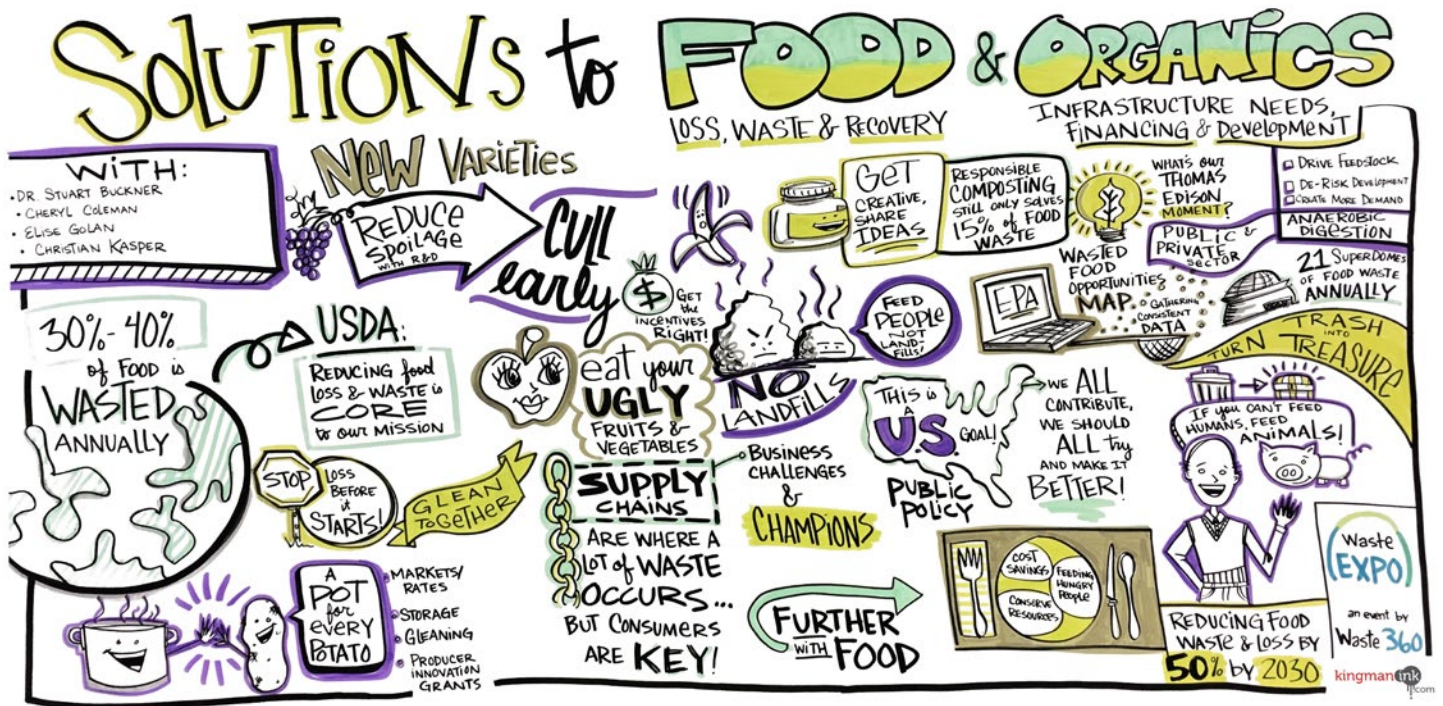 SOLUTIONS to FOOD & ORGANICS
LOSS, WASTE & RECOVERY
INFRASTRUCTURE NEEDS,
FINANCING & DEVELOPMENT
WITH:
• DR. STUART BUCKNER
• CHERYL COLEMAN
• ELISE GOLAN
• CHRISTIAN KASPER
NEW VARIETIES
REDUCE
SPOILAGE
WITH R&D
CULL
early
GET
CREATIVE,
SHARE
IDEAS
RESPONSIBLE
COMPOSTING
STILL ONLY SOLVES
15% of FOOD
WASTE
WHAT'S OUR
THOMAS
EDISON
MOMENT?
DRIVE FEEDSTOCK
DE-RISK DEVELOPMENT
CREATE MORE DEMAND
ANAEROBIC
DIGESTION
PUBLIC &
PRIVATE
SECTOR
30%-40%
of FOOD is
WASTED
ANNUALLY
USDA:
REDUCING food
LOSS & WASTE is
CORE
to our MISSION
$
GET
the
INCENTIVES
RIGHT!
FEED
PEOPLE
NOT
LAND-
FILLS!
NO
LANDFILLS
EPA
WASTED
FOOD
OPPORTUNITIES
MAP
GATHERING
CONSISTENT
DATA
21 SUPERDOMES
OF FOOD WASTE
ANNUALLY
TURN TRASH
INTO
TREASURE
eat your
UGLY
FRUITS &
VEGETABLES
THIS is
A
U.S.
GOAL!
PUBLIC
POLICY
WE ALL
CONTRIBUTE,
WE SHOULD
ALL try
AND MAKE IT
BETTER!
IF you CAN'T FEED
HUMANS, FEED
ANIMALS!
STOP
LOSS
BEFORE
it
STARTS!
GLEAN
TOGETHER
SUPPLY
CHAINS
ARE WHERE A
LOT of WASTE
OCCURS...
BUT CONSUMERS
ARE KEY!
BUSINESS
CHALLENGES
&
CHAMPIONS
A
POT
for
EVERY
POTATO
MARKETS/
RATES
STORAGE
GLEANING
PRODUCER
INNOVATION
GRANTS
FURTHER
WITH FOOD
COST
SAVINGS
FEEDING
HUNGRY
PEOPLE
CONSERVE
RESOURCES
REDUCING FOOD
WASTE & LOSS BY
50% by 2030
Waste
EXPO
an event by
Waste 360
kingman ink
.com